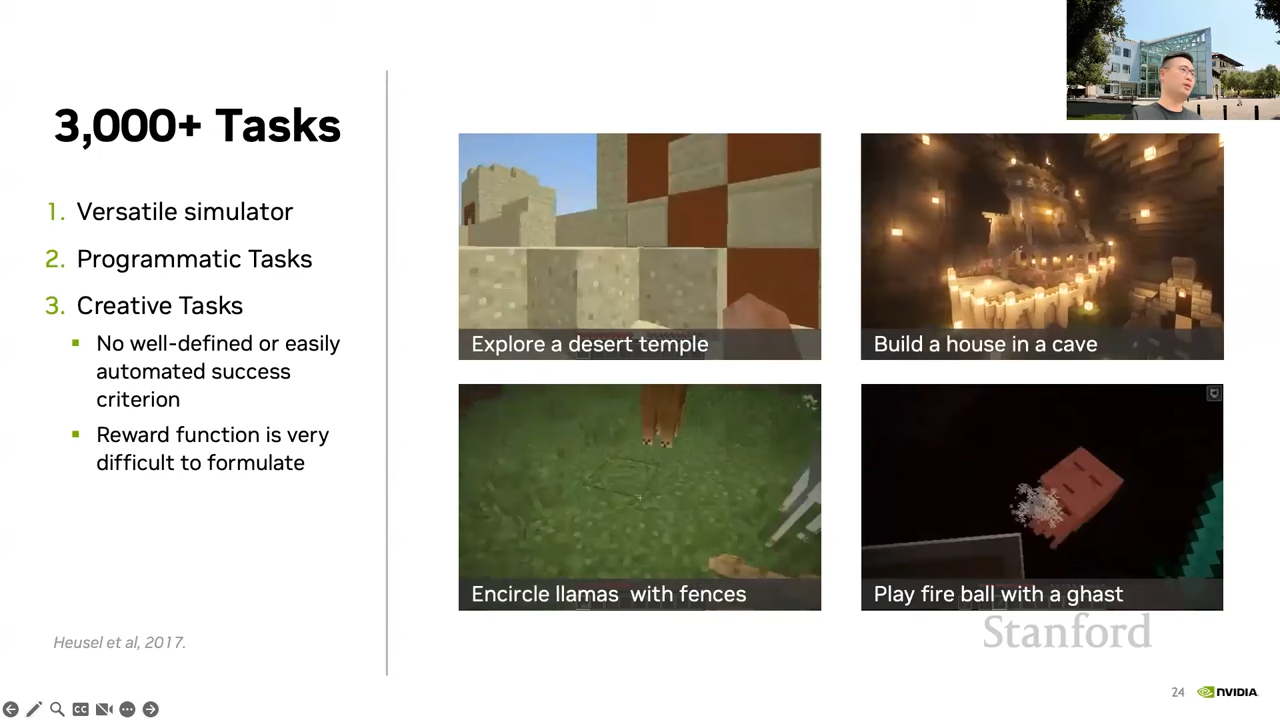 3,000+ Tasks
1. Versatile simulator
2. Programmatic Tasks
3. Creative Tasks
▪ No well-defined or easily
automated success
criterion
▪ Reward function is very
difficult to formulate
Explore a desert temple
Build a house in a cave
Encircle llamas  with fences
Play fire ball with a ghast
Heusel et al, 2017.
Stanford
24
NVIDIA
CC